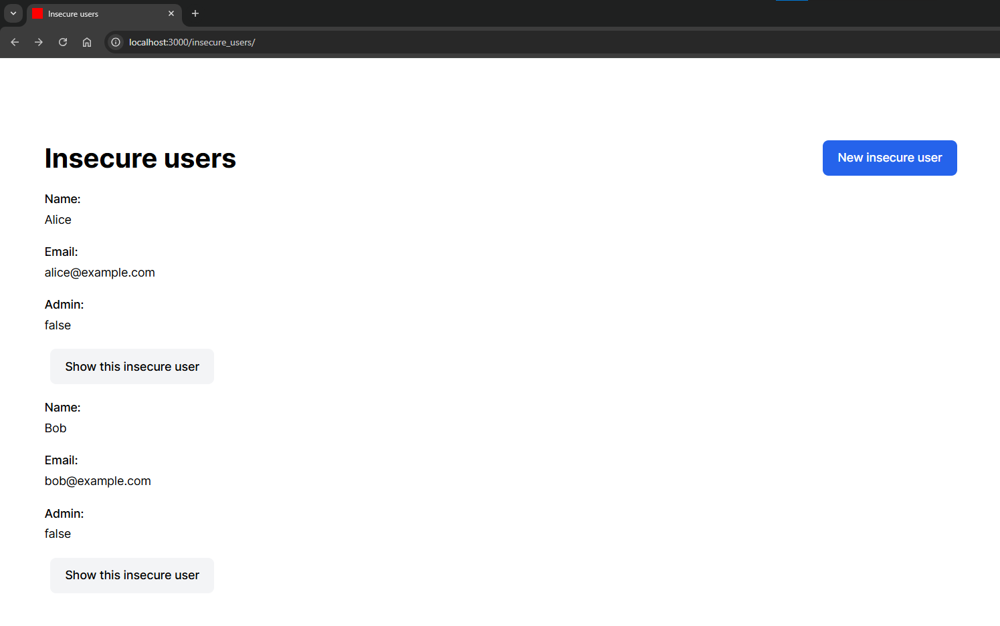 Insecure users
localhost:3000/insecure_users/
Insecure users
New insecure user
Name:
Alice
Email:
alice@example.com
Admin:
false
Show this insecure user
Name:
Bob
Email:
bob@example.com
Admin:
false
Show this insecure user